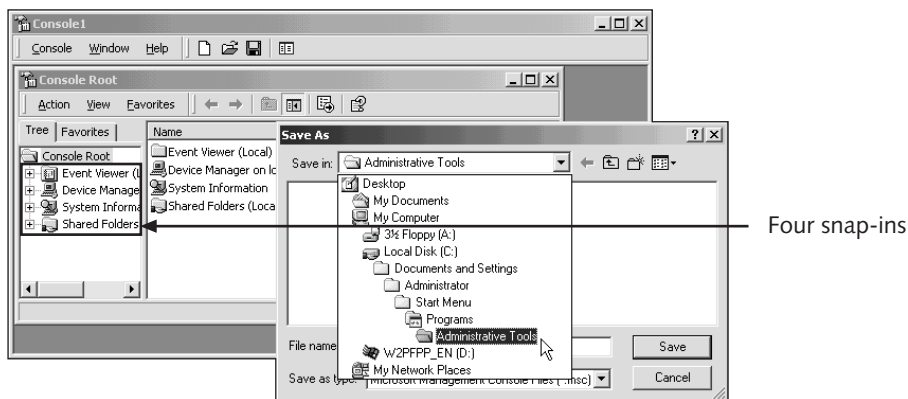 Console1
Console Window Help
Console Root
Action View Favorites
Tree Favorites
Name
Console Root
Event Viewer (L
Device Manage
System Informa
Shared Folders
Event Viewer (Local)
Device Manager on lo
System Information
Shared Folders (Loca
Save As
Save in: Administrative Tools
Desktop
My Documents
My Computer
3½ Floppy (A:)
Local Disk (C:)
Documents and Settings
Administrator
Start Menu
Programs
Administrative Tools
W2PFPP_EN (D:)
My Network Places
File name
Save
Save as type: Microsoft Management Console Files (*.msc)
Cancel
Four snap-ins